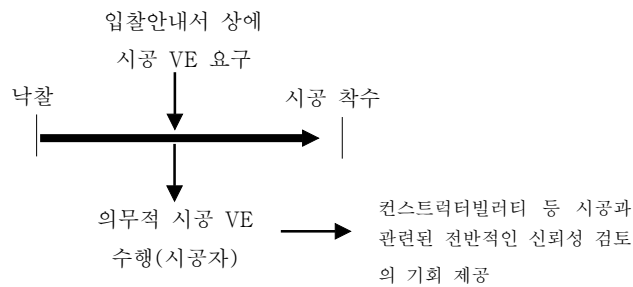 입찰안내서 상에
시공 VE 요구
낙찰
시공 착수
의무적 시공 VE
수행(시공자)
컨스트럭터빌러티 등 시공과
관련된 전반적인 신뢰성 검토
의 기회 제공